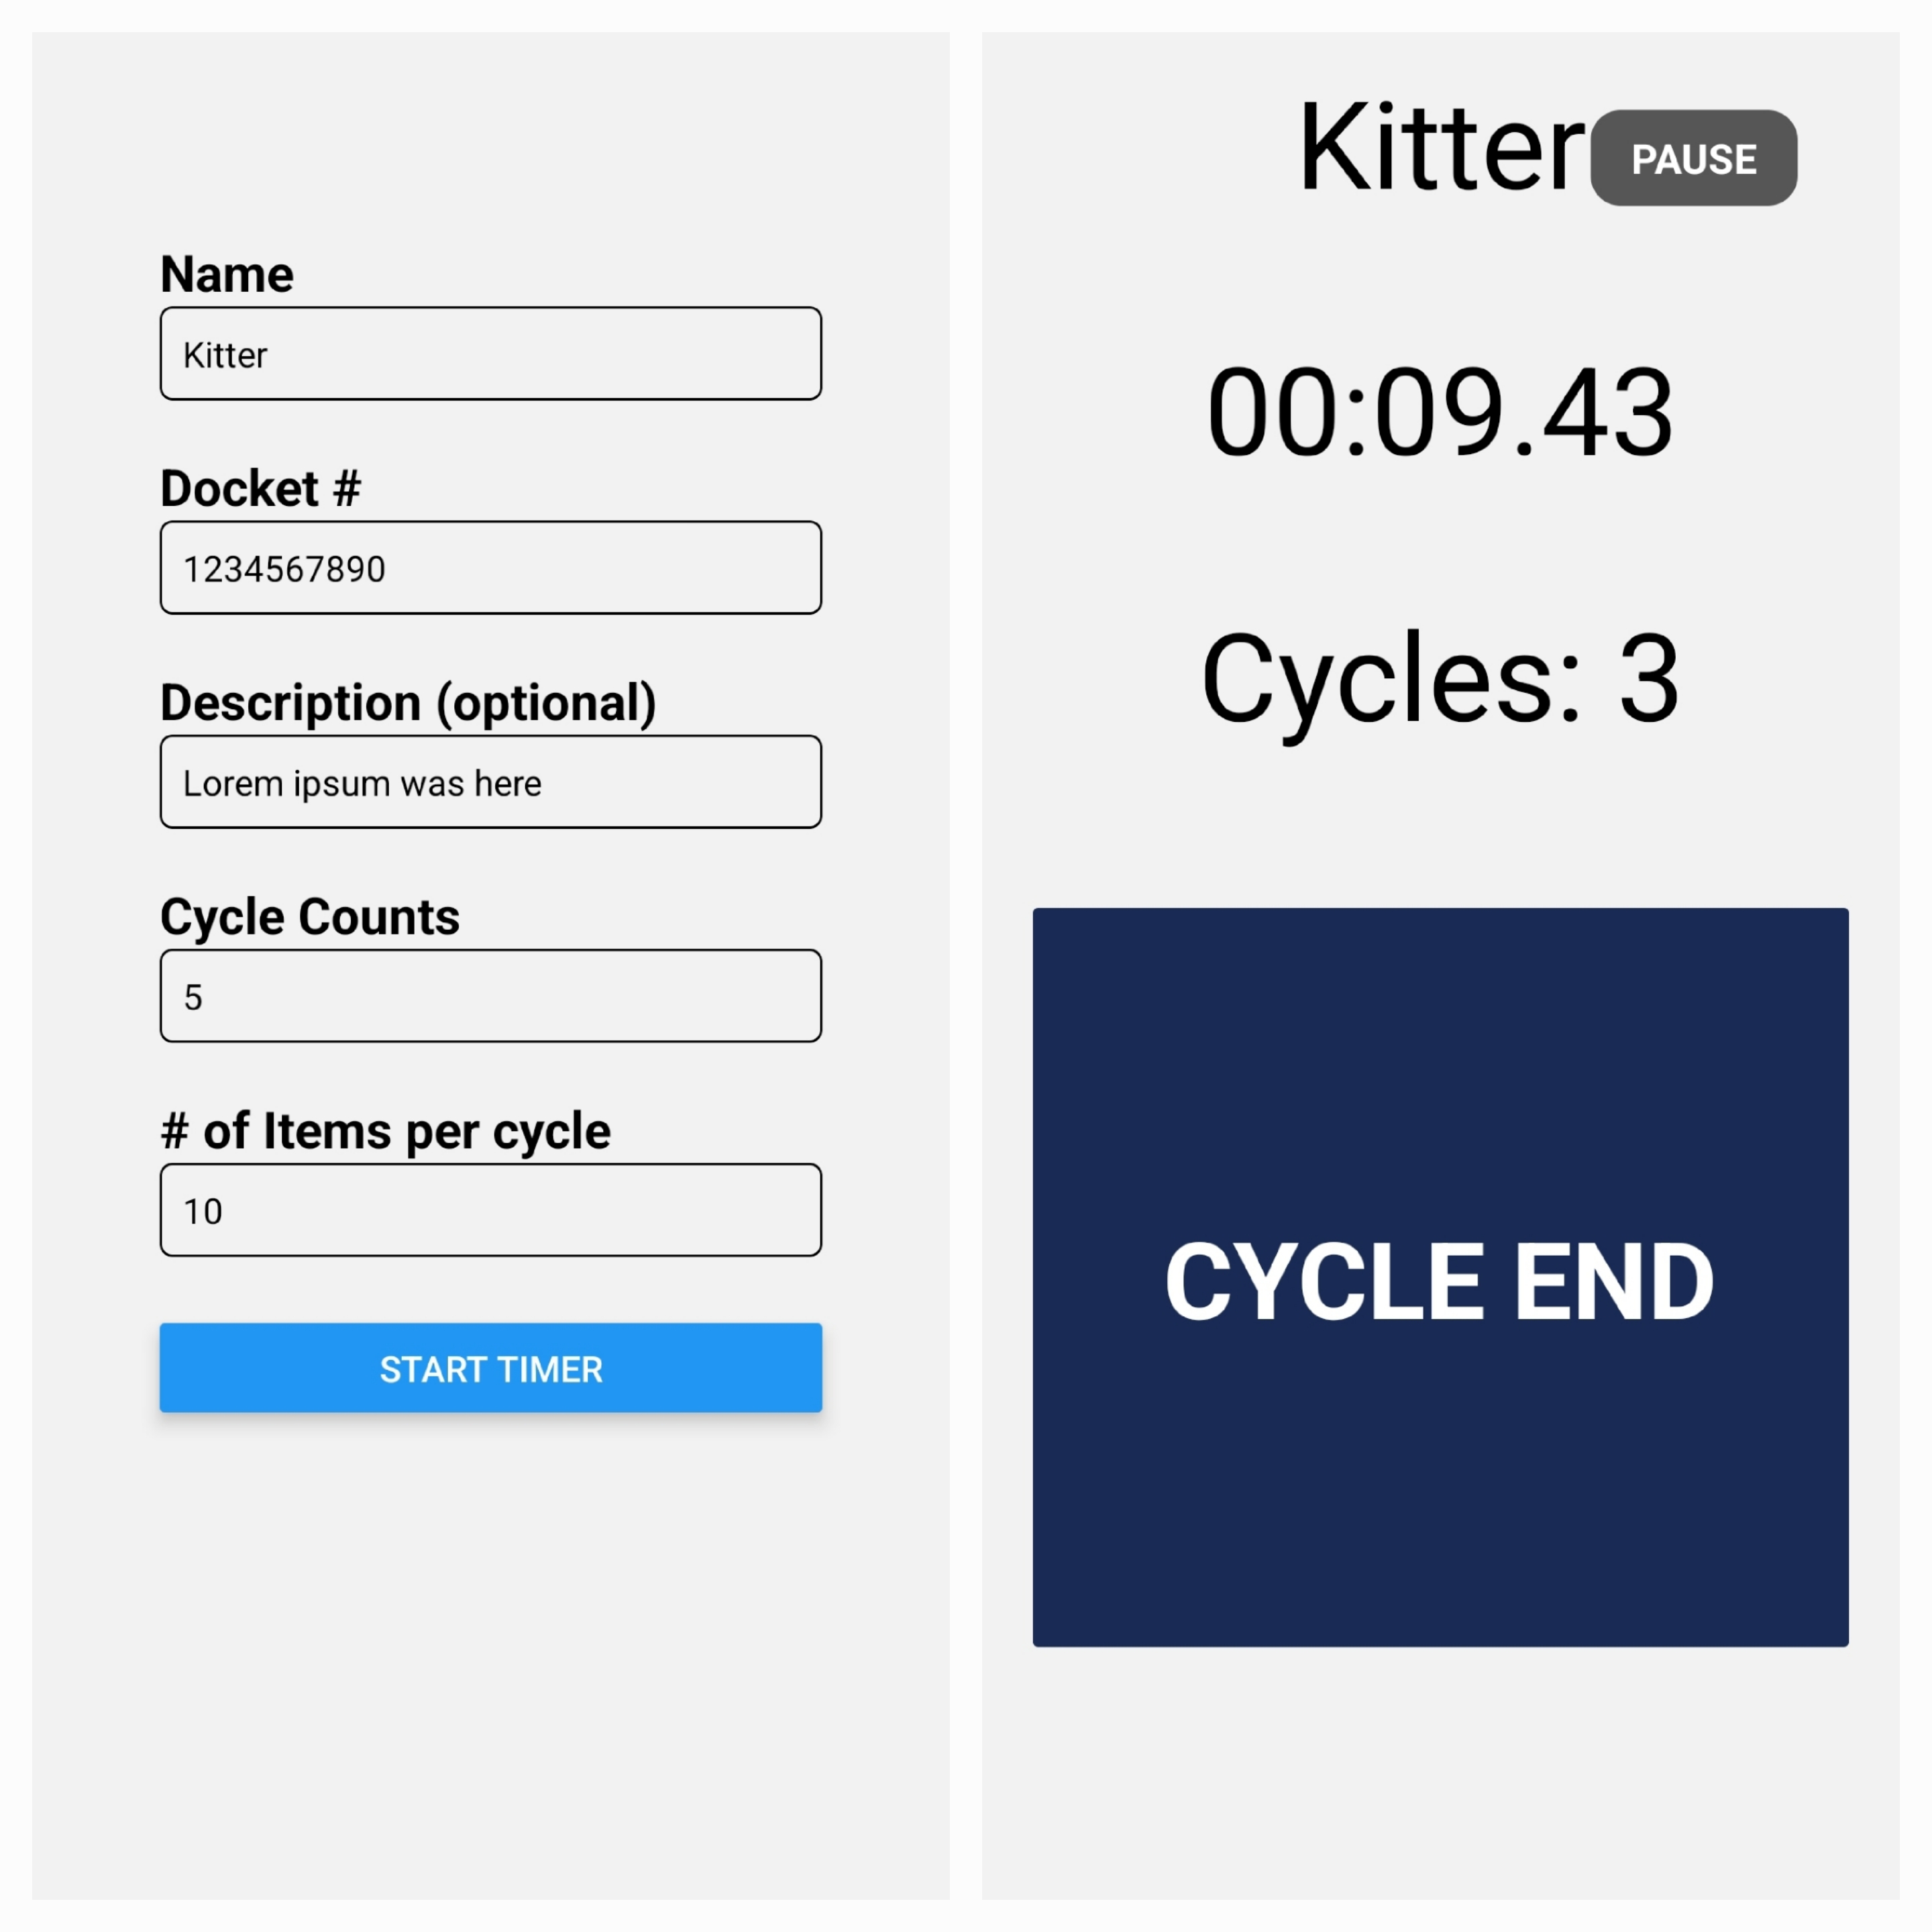 Name
Kitter
Docket #
1234567890
Description (optional)
Lorem ipsum was here
Cycle Counts
5
# of Items per cycle
10
START TIMER
Kitter PAUSE
00:09.43
Cycles: 3
CYCLE END